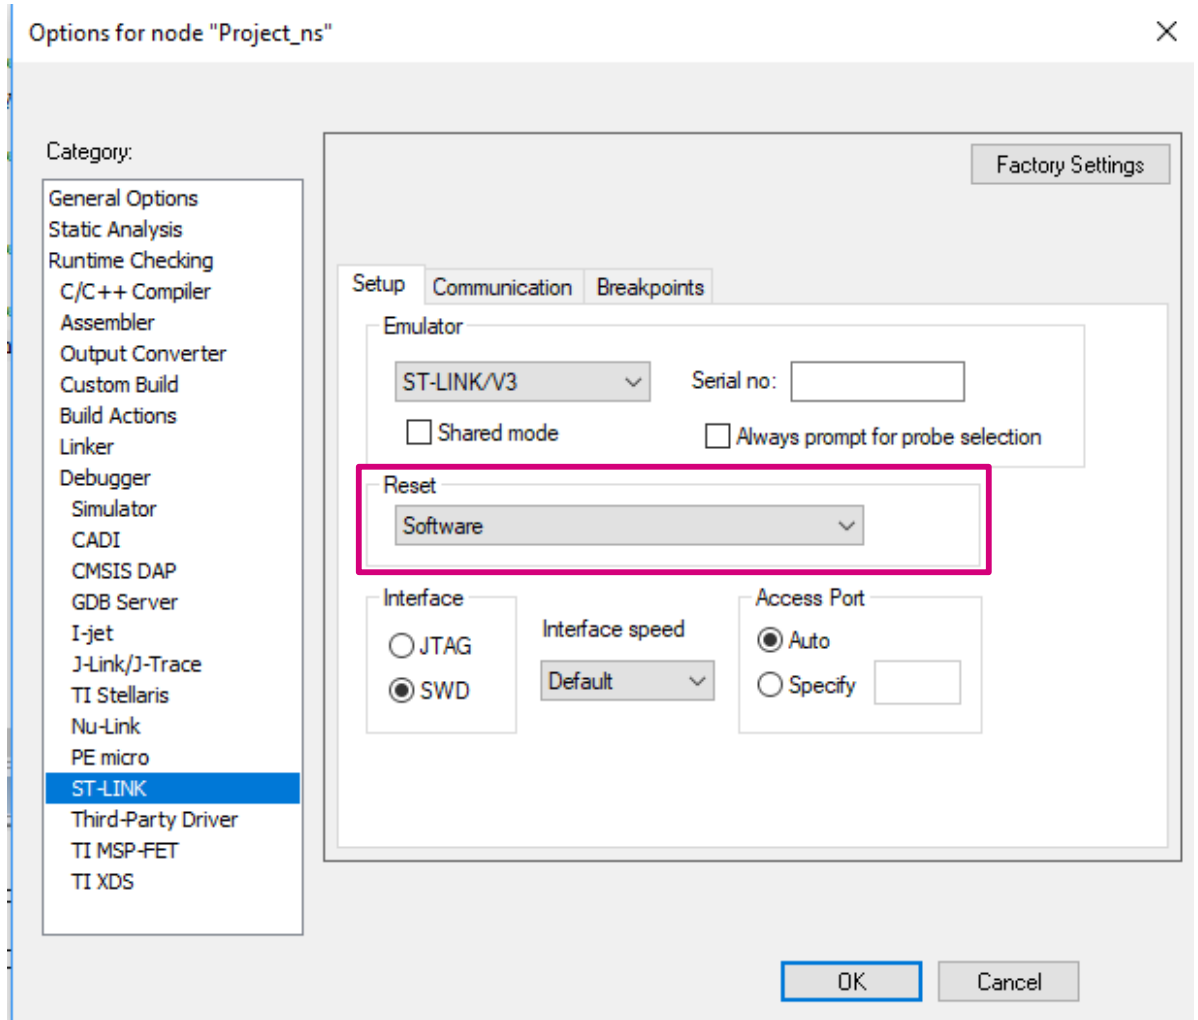 Options for node "Project_ns"
Category:
Factory Settings
General Options
Static Analysis
Runtime Checking
C/C++ Compiler
Assembler
Output Converter
Custom Build
Build Actions
Linker
Debugger
Simulator
CADI
CMSIS DAP
GDB Server
I-jet
J-Link/J-Trace
TI Stellaris
Nu-Link
PE micro
ST-LINK
Third-Party Driver
TI MSP-FET
TI XDS
Setup Communication Breakpoints
Emulator
ST-LINK/V3 Serial no:
Shared mode Always prompt for probe selection
Reset
Software
Interface
JTAG
SWD
Interface speed
Default
Access Port
Auto
Specify
OK Cancel